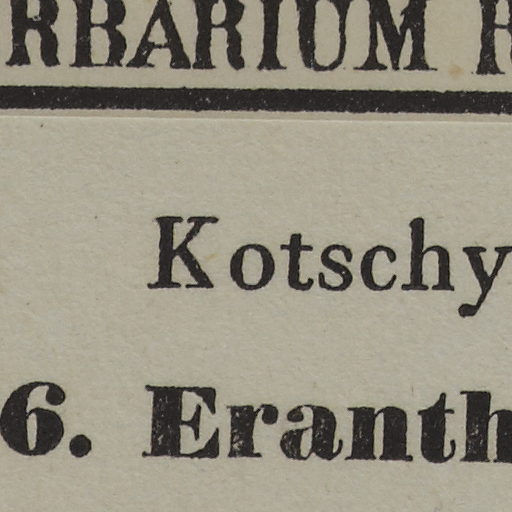 RBARIUM R
Kotschy
6. Eranth